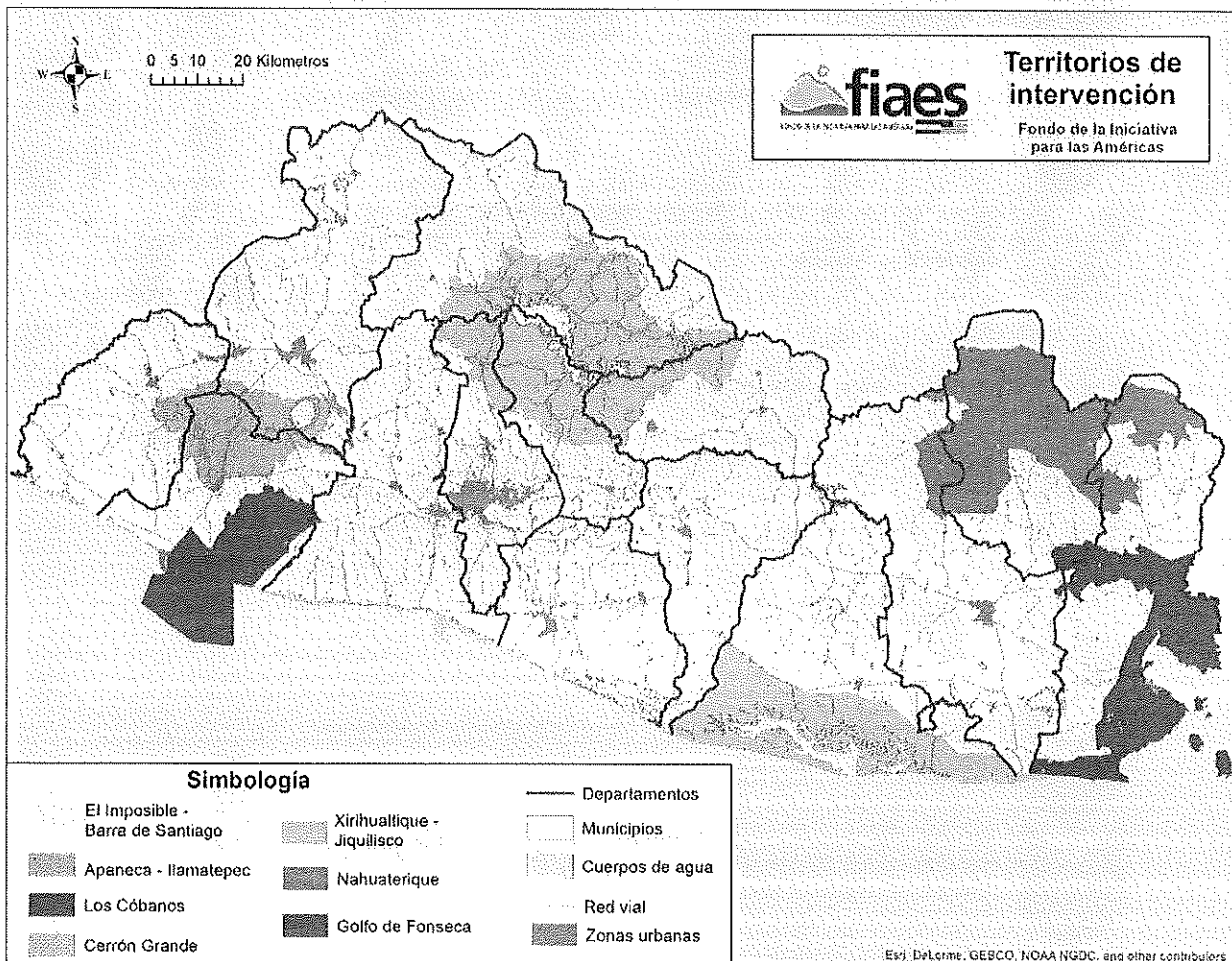 N
W E
S
0 5 10 20 Kilometros
fiaes
Territorios de
intervención
Fondo de la Iniciativa
para las Américas
Simbología
El Imposible -
Barra de Santiago
Apaneca - Ilamatepec
Los Cóbanos
Cerrón Grande
Xirihualtique -
Jiquilisco
Nahuaterique
Golfo de Fonseca
Departamentos
Municipios
Cuerpos de agua
Red vial
Zonas urbanas
Esri, DeLorme, GEBCO, NOAA NGDC, and other contributors